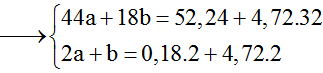 ⟶ { 44a + 18b = 52,24 + 4,72.32
2a + b = 0,18.2 + 4,72.2